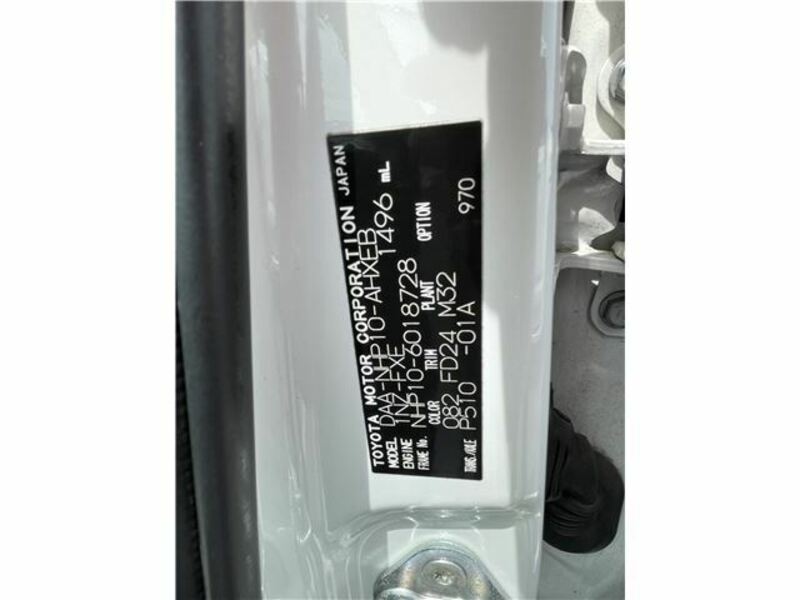 TOYOTA MOTOR CORPORATION JAPAN
MODEL DAA-NHP10-AHXEB
ENGINE 1NZ-FXE 1496 mL
FRAME No. NHP10-6018728
COLOR TRIM PLANT OPTION
082 FD24 M32
TRANS./AXLE P510 -01A 970